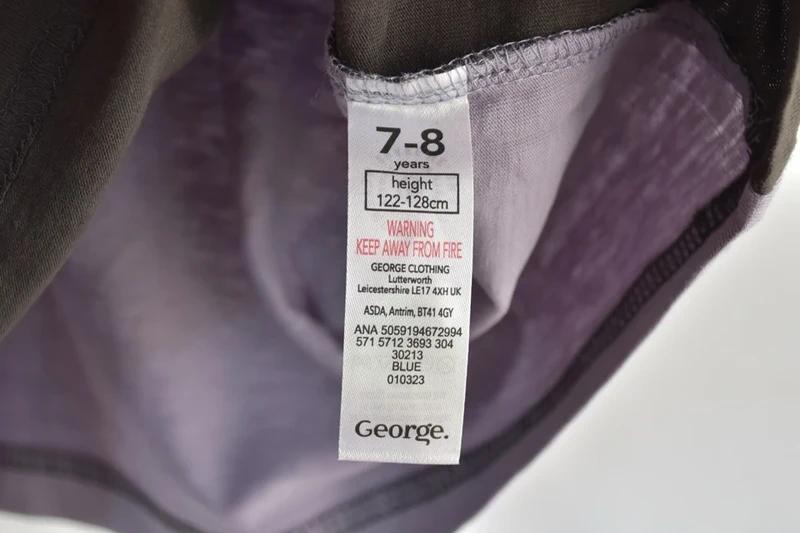 7-8
years
height
122-128cm
WARNING
KEEP AWAY FROM FIRE
GEORGE CLOTHING
Lutterworth
Leicestershire LE17 4XH UK
ASDA, Antrim, BT41 4GY
ANA 5059194672994
571 5712 3693 304
30213
BLUE
010323
George.